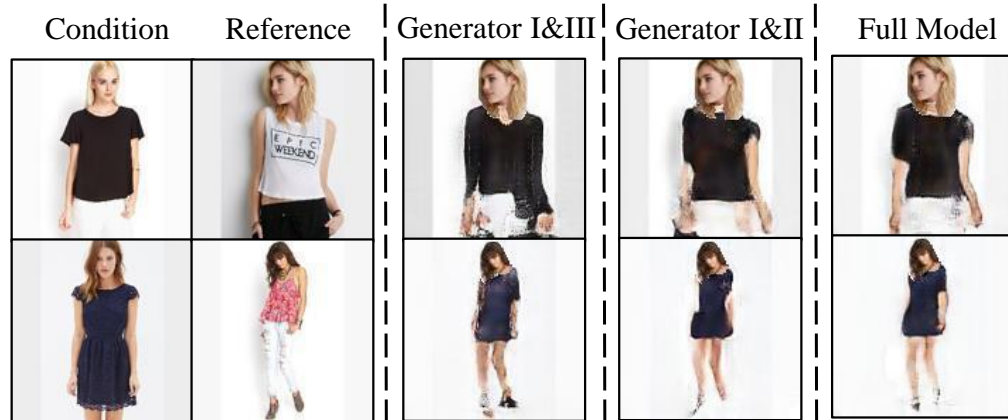 Condition Reference Generator I&III Generator I&II Full Model
EPIC
WEEKEND